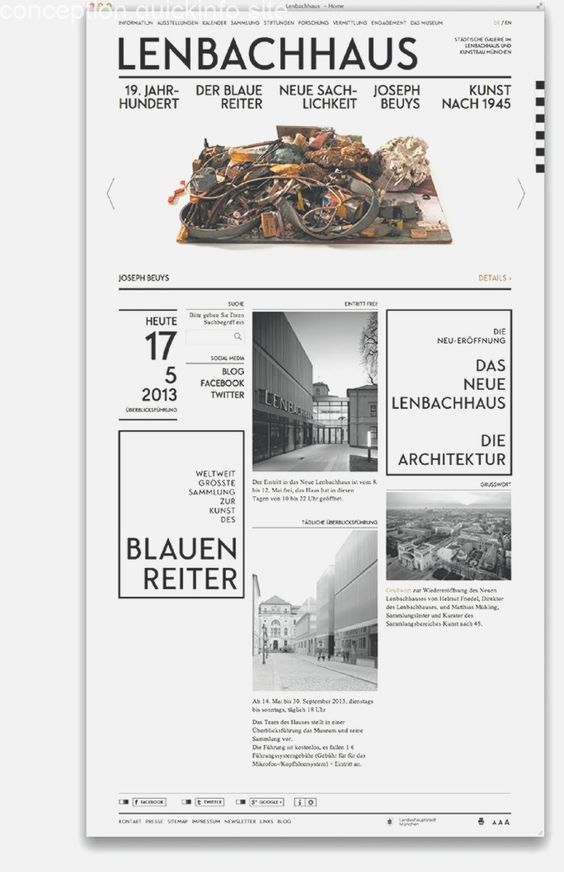 conception.quickinfo.site
Lenbachhaus – Home
INFORMATION AUSSTELLUNGEN KALENDER SAMMLUNG STIFTUNGEN FORSCHUNG VERMITTLUNG ENGAGEMENT DAS MUSEUM
DE / EN
LENBACHHAUS
STÄDTISCHE GALERIE IM
LENBACHHAUS UND
KUNSTBAU MÜNCHEN
19. JAHR-
HUNDERT
DER BLAUE
REITER
NEUE SACH-
LICHKEIT
JOSEPH
BEUYS
KUNST
NACH 1945
JOSEPH BEUYS
DETAILS ›
HEUTE
17
5
2013
ÜBERBLICKSFÜHRUNG
SUCHE
Bitte geben Sie Ihren
Suchbegriff ein
SOCIAL MEDIA
BLOG
FACEBOOK
TWITTER
WELTWEIT
GRÖSSTE
SAMMLUNG
ZUR
KUNST
DES
BLAUEN
REITER
EINTRITT FREI!
LENBACHHAUS
Der Eintritt in das Neue Lenbachhaus ist vom 8.
bis 12. Mai frei, das Haus hat in diesen
Tagen von 10 bis 22 Uhr geöffnet.
TÄGLICHE ÜBERBLICKSFÜHRUNG
Ab 14. Mai bis 30. September 2013, dienstags
bis sonntags, täglich 18 Uhr
Das Team des Hauses stellt in einer
Überblicksführung das Museum und seine
Sammlung vor.
Die Führung ist kostenlos, es fallen 1 €
Führungssystemgebühr (Gebühr für für das
Mikrofon-/Kopfhörersystem) + Eintritt an.
DIE
NEU-ERÖFFNUNG
DAS
NEUE
LENBACHHAUS
DIE
ARCHITEKTUR
GRUSSWORT
Grußwort zur Wiedereröffnung des Neuen
Lenbachhauses von Helmut Friedel, Direktor
des Lenbachhauses, und Matthias Mühling,
Sammlungsleiter und Kurator des
Sammlungsbereiches Kunst nach 45.
FACEBOOK
TWITTER
GOOGLE+
KONTAKT PRESSE SITEMAP IMPRESSUM NEWSLETTER LINKS BLOG
Landeshauptstadt
München
A A A